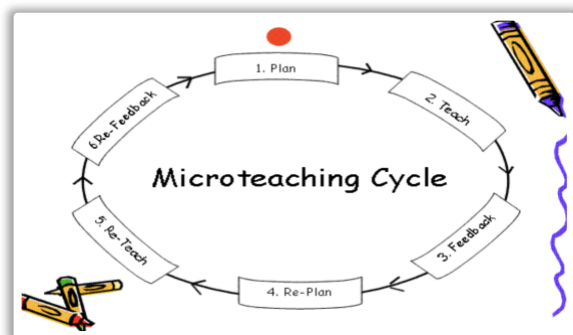 1. Plan
2. Teach
3. Feedback
4. Re-Plan
5. Re-Teach
6.Re-Feedback
Microteaching Cycle